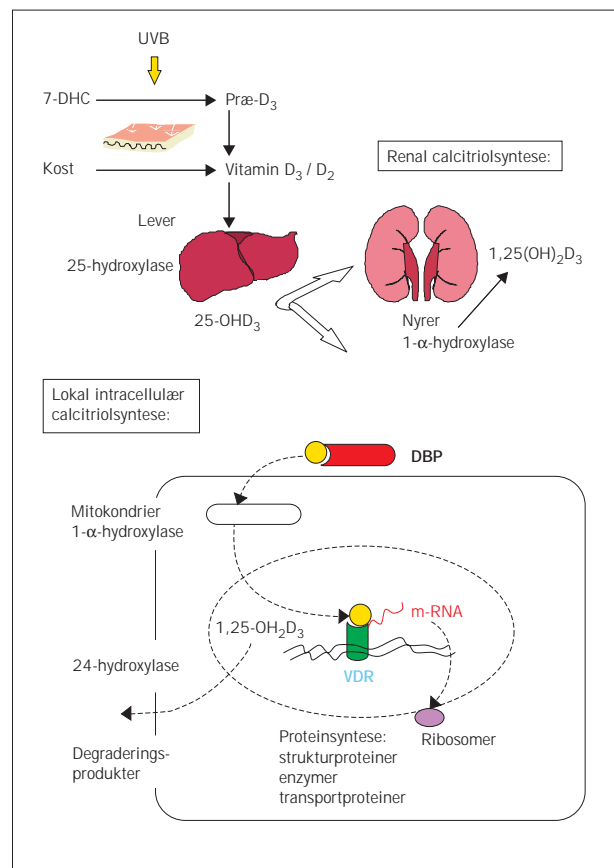 UVB
7-DHC
Præ-D₃
Kost
Vitamin D₃ / D₂
Renal calcitriolsyntese:
Lever
25-hydroxylase
1,25(OH)₂D₃
25-OHD₃
Nyrer
1-α-hydroxylase
Lokal intracellulær
calcitriolsyntese:
DBP
Mitokondrier
1-α-hydroxylase
m-RNA
1,25-OH₂D₃
24-hydroxylase
VDR
Degraderings-
produkter
Proteinsyntese:
strukturproteiner
enzymer
transportproteiner
Ribosomer